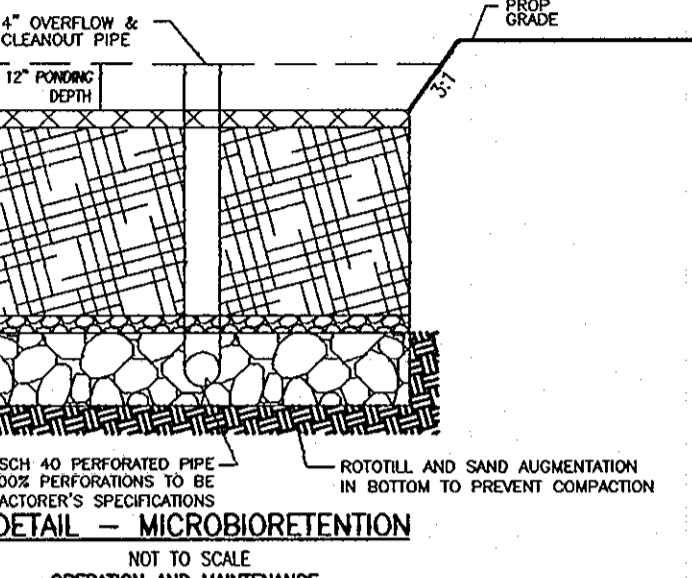 4" OVERFLOW &
CLEANOUT PIPE
PROP
GRADE
12" PONDING
DEPTH
3:1
SCH 40 PERFORATED PIPE
00% PERFORATIONS TO BE
ACTORER'S SPECIFICATIONS
ROTOTILL AND SAND AUGMENTATION
IN BOTTOM TO PREVENT COMPACTION
DETAIL – MICROBIORETENTION
NOT TO SCALE
OPERATION AND MAINTENANCE